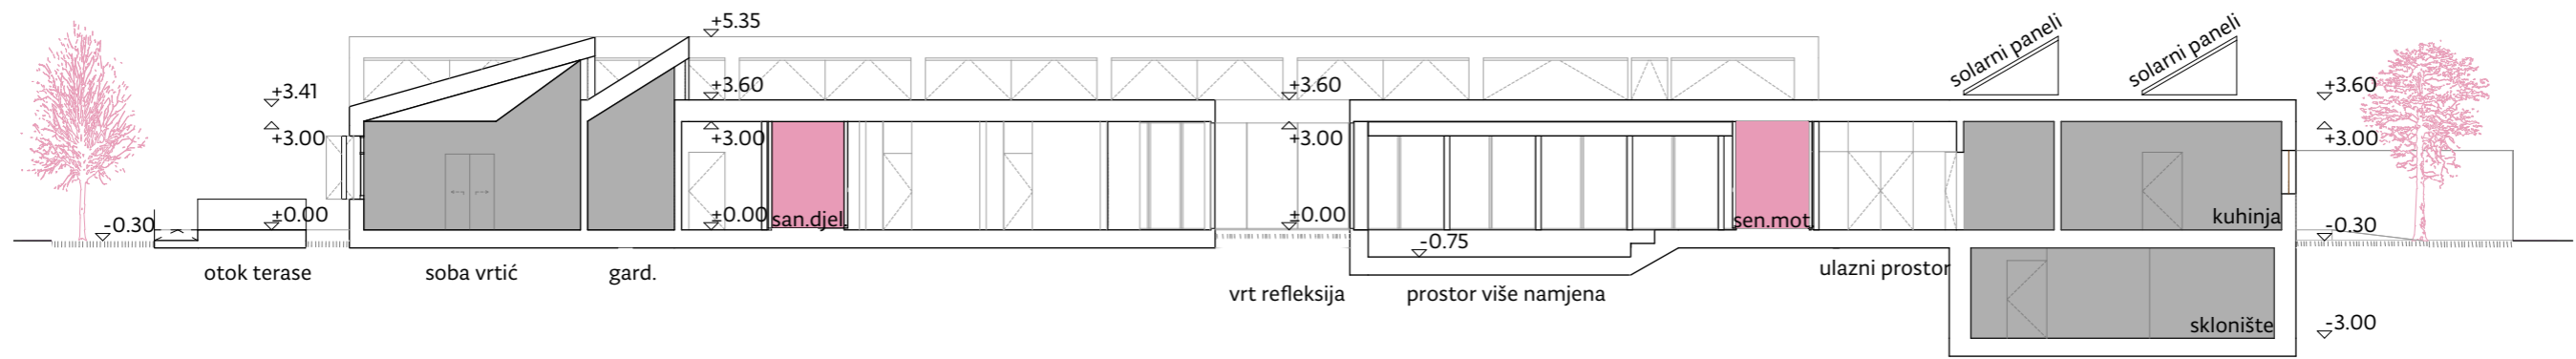 +5.35
solarni paneli
solarni paneli
+3.41
+3.60
+3.60
+3.60
+3.00
+3.00
+3.00
+3.00
-0.30
±0.00
±0.00
san.djel.
±0.00
sen.mot.
kuhinja
-0.30
-0.75
otok terase
soba vrtić
gard.
vrt refleksija
prostor više namjena
ulazni prostor
sklonište
-3.00